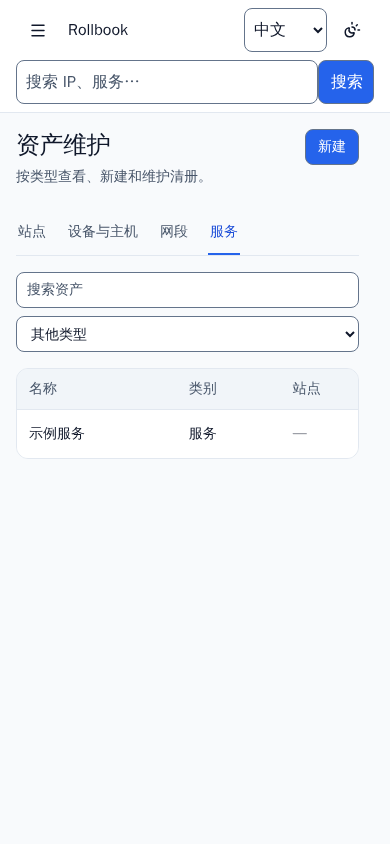 Rollbook
中文
搜索 IP、服务…
搜索
资产维护
新建
按类型查看、新建和维护清册。
站点 设备与主机 网段 服务
搜索资产
其他类型
名称 类别 站点
示例服务 服务 —